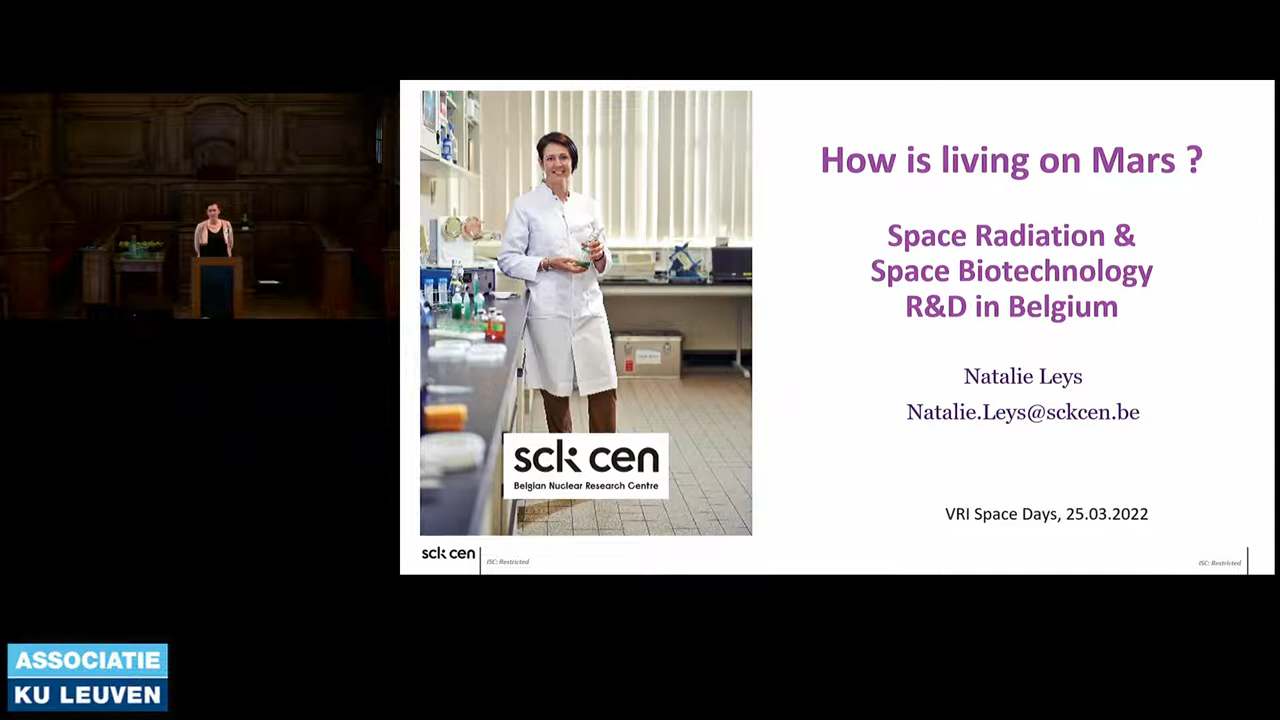 How is living on Mars ?
Space Radiation &
Space Biotechnology
R&D in Belgium
Natalie Leys
Natalie.Leys@sckcen.be
VRI Space Days, 25.03.2022
sck cen
Belgian Nuclear Research Centre
sck cen
ISC: Restricted
ISC: Restricted
ASSOCIATIE
KU LEUVEN